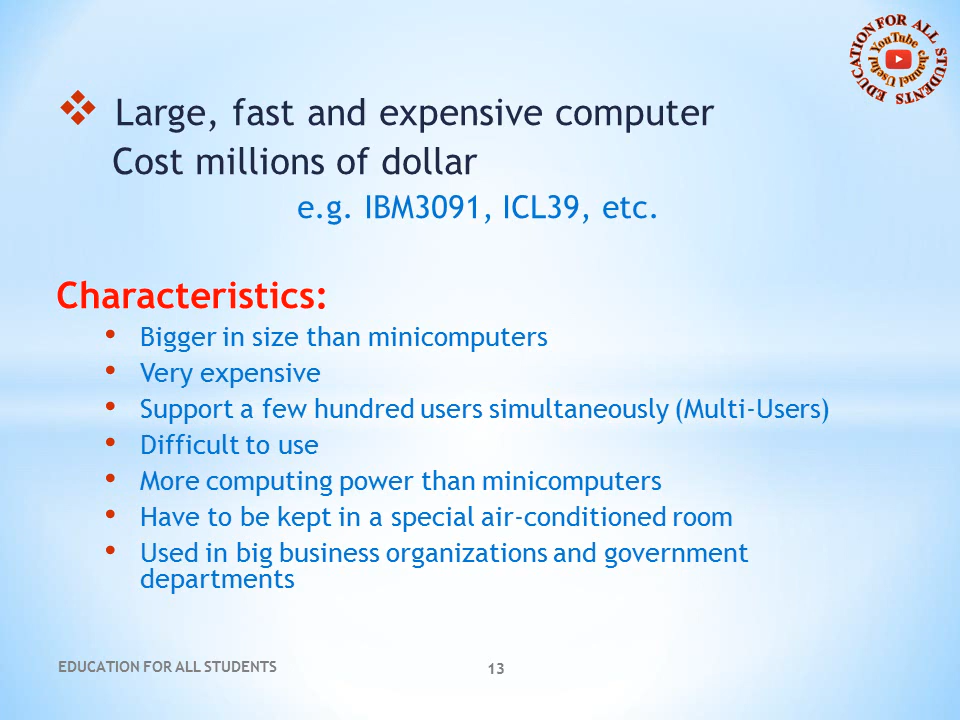 EDUCATION FOR ALL STUDENTS
YouTube channel Useful
❖ Large, fast and expensive computer
Cost millions of dollar
e.g. IBM3091, ICL39, etc.
Characteristics:
• Bigger in size than minicomputers
• Very expensive
• Support a few hundred users simultaneously (Multi-Users)
• Difficult to use
• More computing power than minicomputers
• Have to be kept in a special air-conditioned room
• Used in big business organizations and government
departments
EDUCATION FOR ALL STUDENTS
13